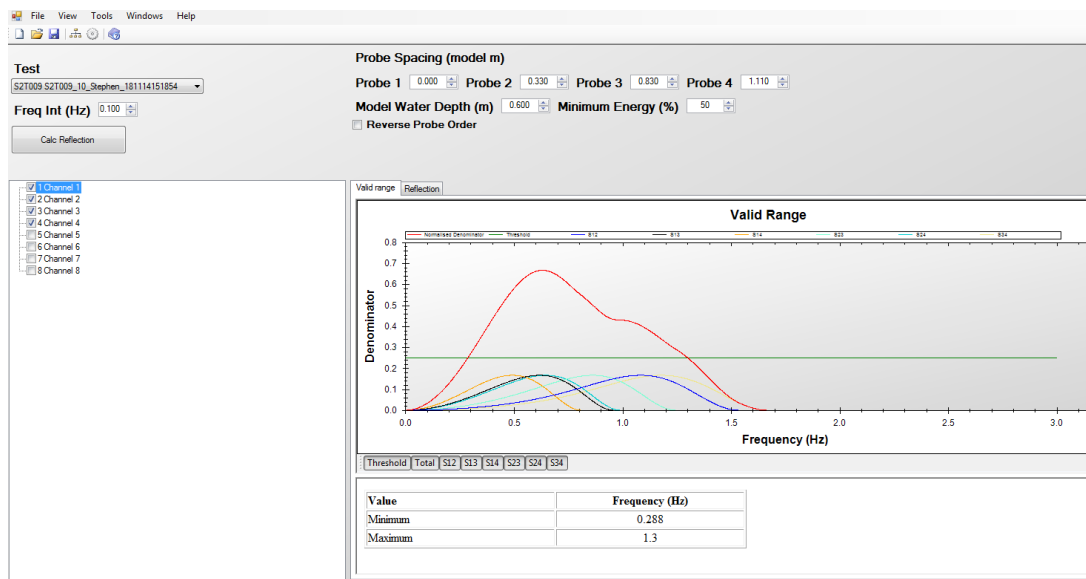 File View Tools Windows Help
Test
S2T009 S2T009_10_Stephen_181114151854
Freq Int (Hz) 0.100
Calc Reflection
Probe Spacing (model m)
Probe 1 0.000 Probe 2 0.330 Probe 3 0.830 Probe 4 1.110
Model Water Depth (m) 0.600 Minimum Energy (%) 50
Reverse Probe Order
1 Channel 1
2 Channel 2
3 Channel 3
4 Channel 4
5 Channel 5
6 Channel 6
7 Channel 7
8 Channel 8
Valid range Reflection
Valid Range
Normalised Denominator Threshold S12 S13 S14 S23 S24 S34
Denominator
0.8
0.7
0.6
0.5
0.4
0.3
0.2
0.1
0.0
0.0 0.5 1.0 1.5 2.0 2.5 3.0
Frequency (Hz)
Threshold Total S12 S13 S14 S23 S24 S34
Value Frequency (Hz)
Minimum 0.288
Maximum 1.3